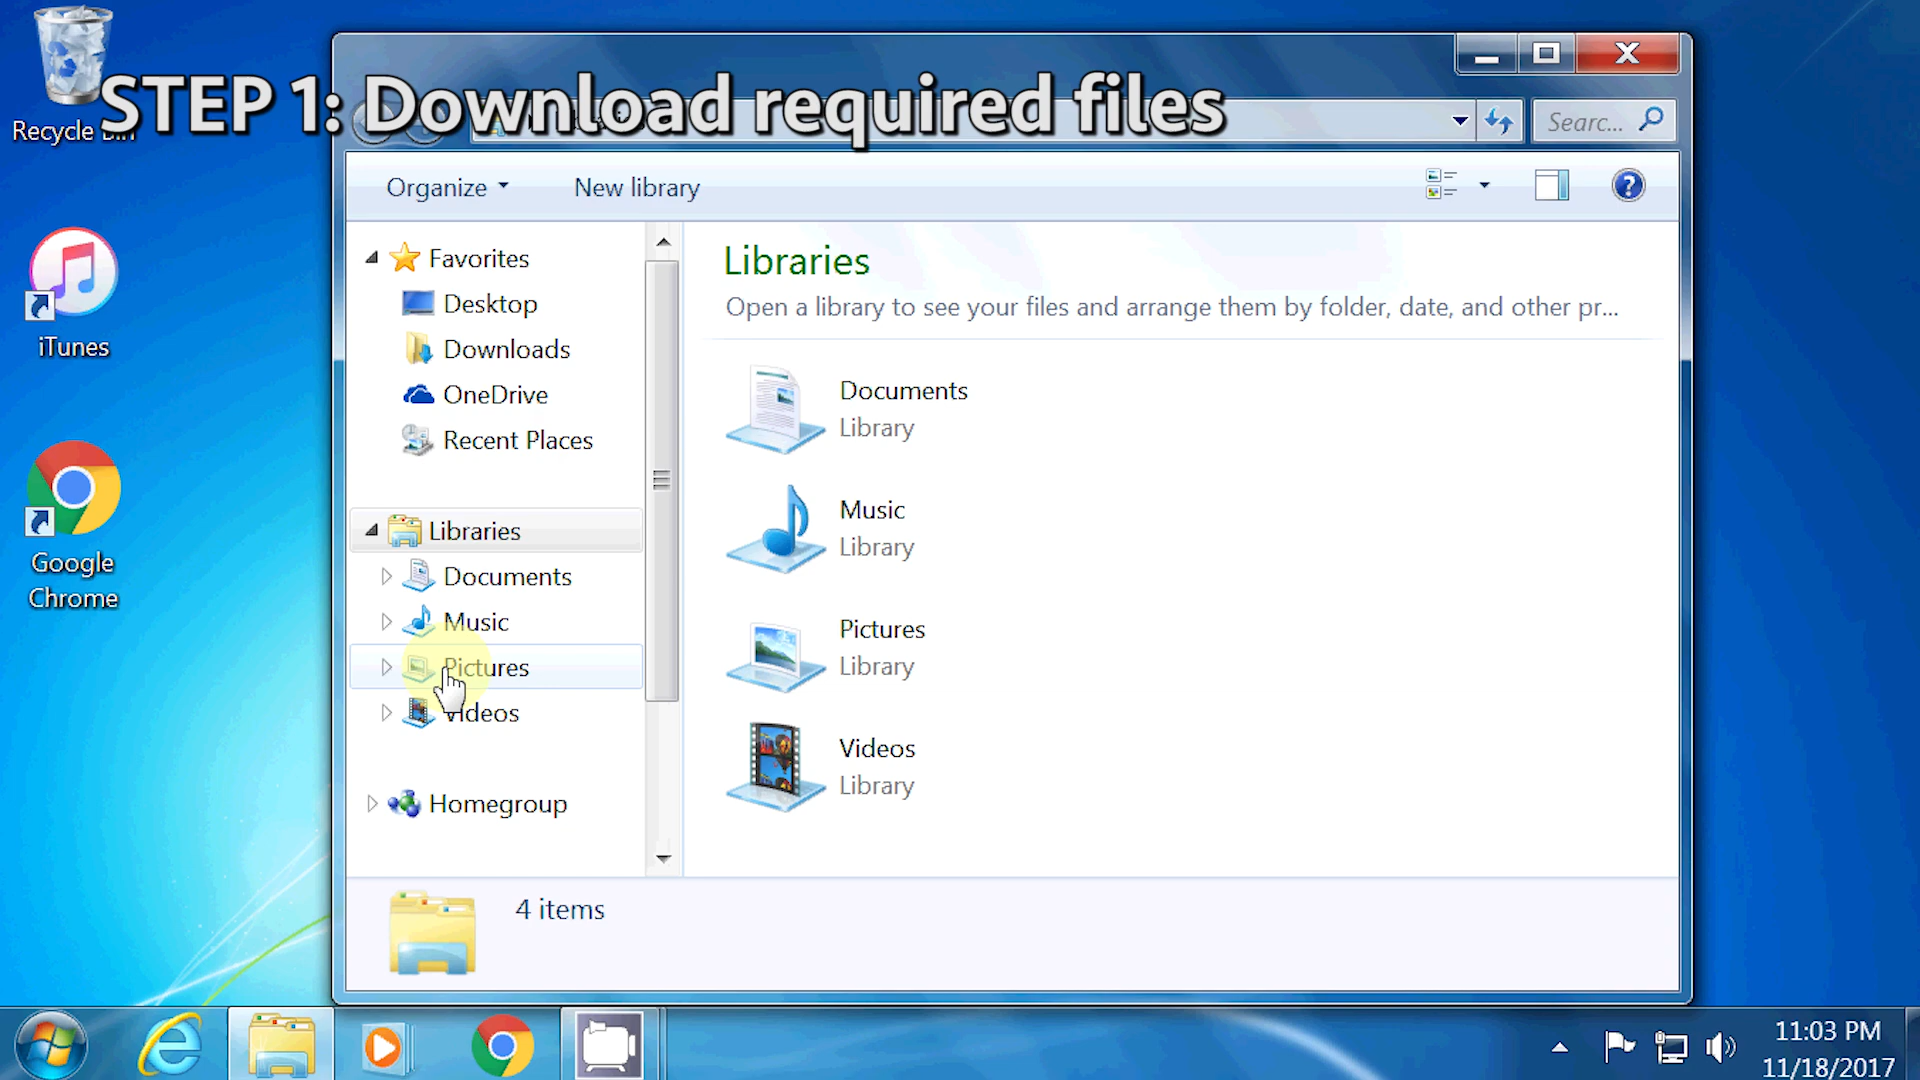 STEP 1: Download required files
Recycle Bin
Searc...
Organize
New library
iTunes
Google
Chrome
Favorites
Desktop
Downloads
OneDrive
Recent Places
Libraries
Documents
Music
Pictures
Videos
Homegroup
Libraries
Open a library to see your files and arrange them by folder, date, and other pr...
Documents
Library
Music
Library
Pictures
Library
Videos
Library
4 items
11:03 PM
11/18/2017